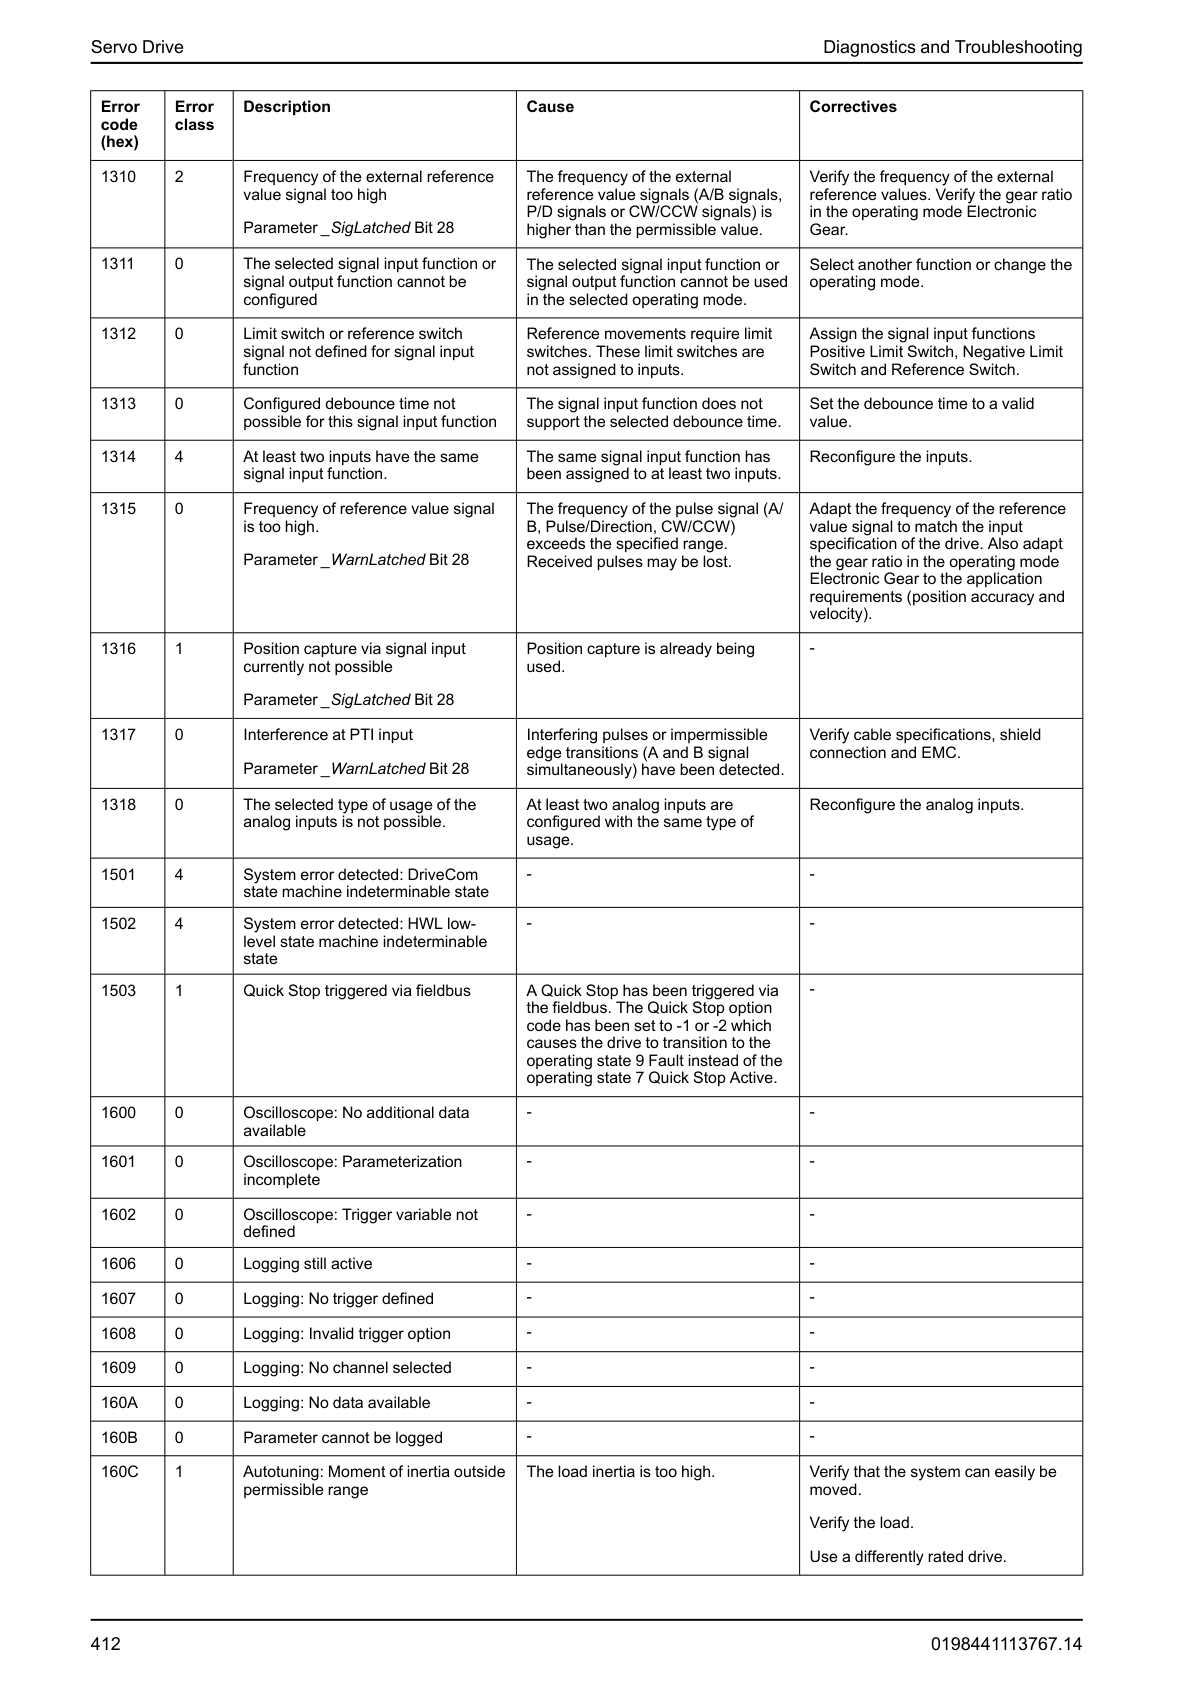 Servo Drive
Diagnostics and Troubleshooting
Error
code
(hex)
Error
class
Description
Cause
Correctives
1310
2
Frequency of the external reference
value signal too high
Parameter _SigLatched Bit 28
The frequency of the external
reference value signals (A/B signals,
P/D signals or CW/CCW signals) is
higher than the permissible value.
Verify the frequency of the external
reference values. Verify the gear ratio
in the operating mode Electronic
Gear.
1311
0
The selected signal input function or
signal output function cannot be
configured
The selected signal input function or
signal output function cannot be used
in the selected operating mode.
Select another function or change the
operating mode.
1312
0
Limit switch or reference switch
signal not defined for signal input
function
Reference movements require limit
switches. These limit switches are
not assigned to inputs.
Assign the signal input functions
Positive Limit Switch, Negative Limit
Switch and Reference Switch.
1313
0
Configured debounce time not
possible for this signal input function
The signal input function does not
support the selected debounce time.
Set the debounce time to a valid
value.
1314
4
At least two inputs have the same
signal input function.
The same signal input function has
been assigned to at least two inputs.
Reconfigure the inputs.
1315
0
Frequency of reference value signal
is too high.
Parameter _WarnLatched Bit 28
The frequency of the pulse signal (A/
B, Pulse/Direction, CW/CCW)
exceeds the specified range.
Received pulses may be lost.
Adapt the frequency of the reference
value signal to match the input
specification of the drive. Also adapt
the gear ratio in the operating mode
Electronic Gear to the application
requirements (position accuracy and
velocity).
1316
1
Position capture via signal input
currently not possible
Parameter _SigLatched Bit 28
Position capture is already being
used.
-
1317
0
Interference at PTI input
Parameter _WarnLatched Bit 28
Interfering pulses or impermissible
edge transitions (A and B signal
simultaneously) have been detected.
Verify cable specifications, shield
connection and EMC.
1318
0
The selected type of usage of the
analog inputs is not possible.
At least two analog inputs are
configured with the same type of
usage.
Reconfigure the analog inputs.
1501
4
System error detected: DriveCom
state machine indeterminable state
-
-
1502
4
System error detected: HWL low-
level state machine indeterminable
state
-
-
1503
1
Quick Stop triggered via fieldbus
A Quick Stop has been triggered via
the fieldbus. The Quick Stop option
code has been set to -1 or -2 which
causes the drive to transition to the
operating state 9 Fault instead of the
operating state 7 Quick Stop Active.
-
1600
0
Oscilloscope: No additional data
available
-
-
1601
0
Oscilloscope: Parameterization
incomplete
-
-
1602
0
Oscilloscope: Trigger variable not
defined
-
-
1606
0
Logging still active
-
-
1607
0
Logging: No trigger defined
-
-
1608
0
Logging: Invalid trigger option
-
-
1609
0
Logging: No channel selected
-
-
160A
0
Logging: No data available
-
-
160B
0
Parameter cannot be logged
-
-
160C
1
Autotuning: Moment of inertia outside
permissible range
The load inertia is too high.
Verify that the system can easily be
moved.
Verify the load.
Use a differently rated drive.
412
0198441113767.14